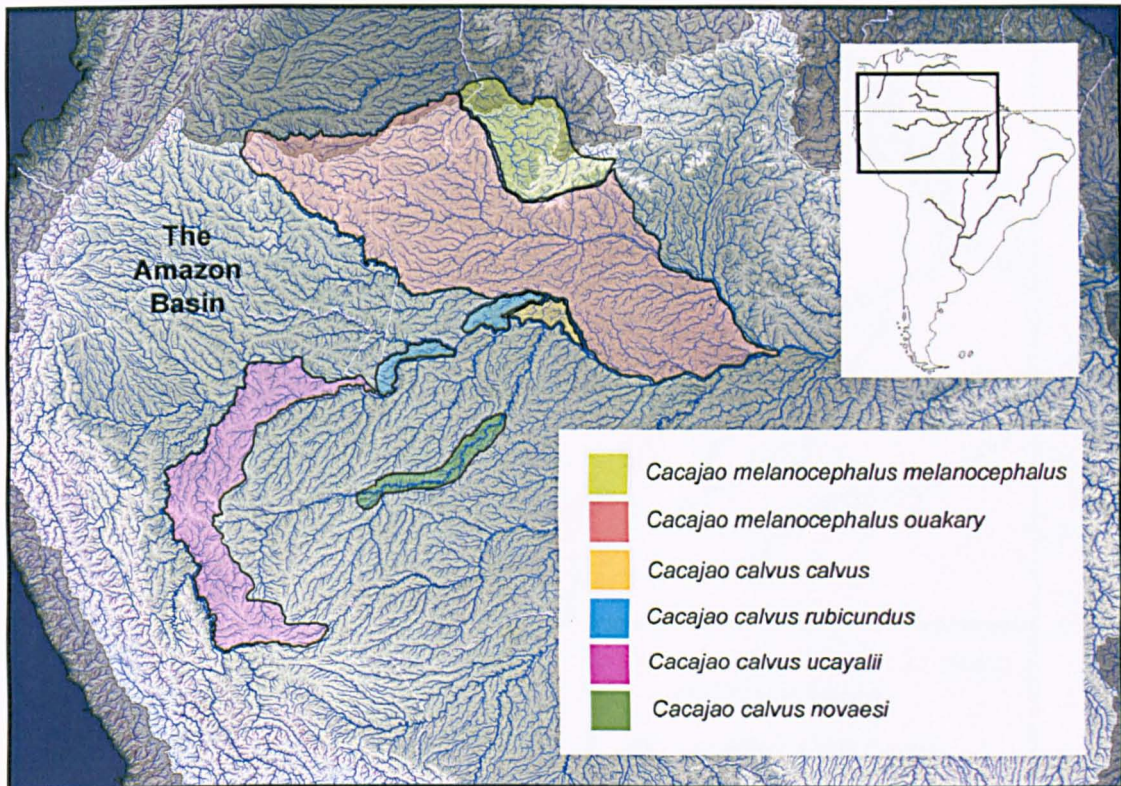 The
Amazon
Basin
Cacajao melanocephalus melanocephalus
Cacajao melanocephalus ouakary
Cacajao calvus calvus
Cacajao calvus rubicundus
Cacajao calvus ucayalii
Cacajao calvus novaesi